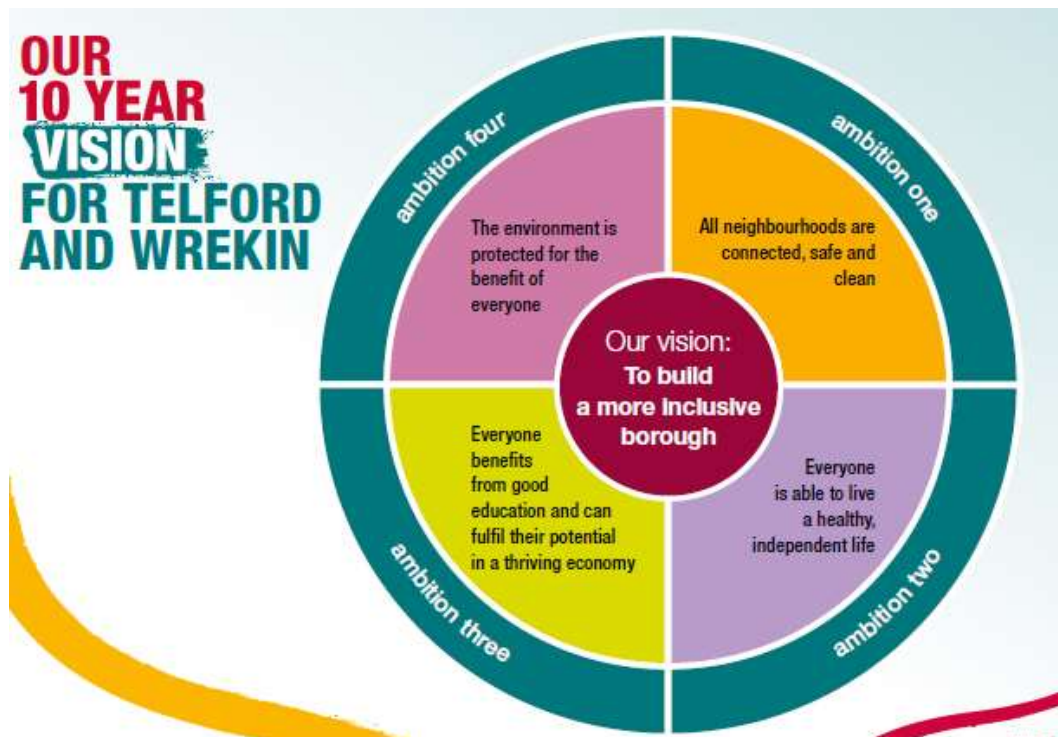 OUR
10 YEAR
VISION
FOR TELFORD
AND WREKIN
ambition one
All neighbourhoods are
connected, safe and
clean
ambition two
Everyone
is able to live
a healthy,
independent life
ambition three
Everyone
benefits
from good
education and can
fulfil their potential
in a thriving economy
ambition four
The environment is
protected for the
benefit of
everyone
Our vision:
To build
a more inclusive
borough